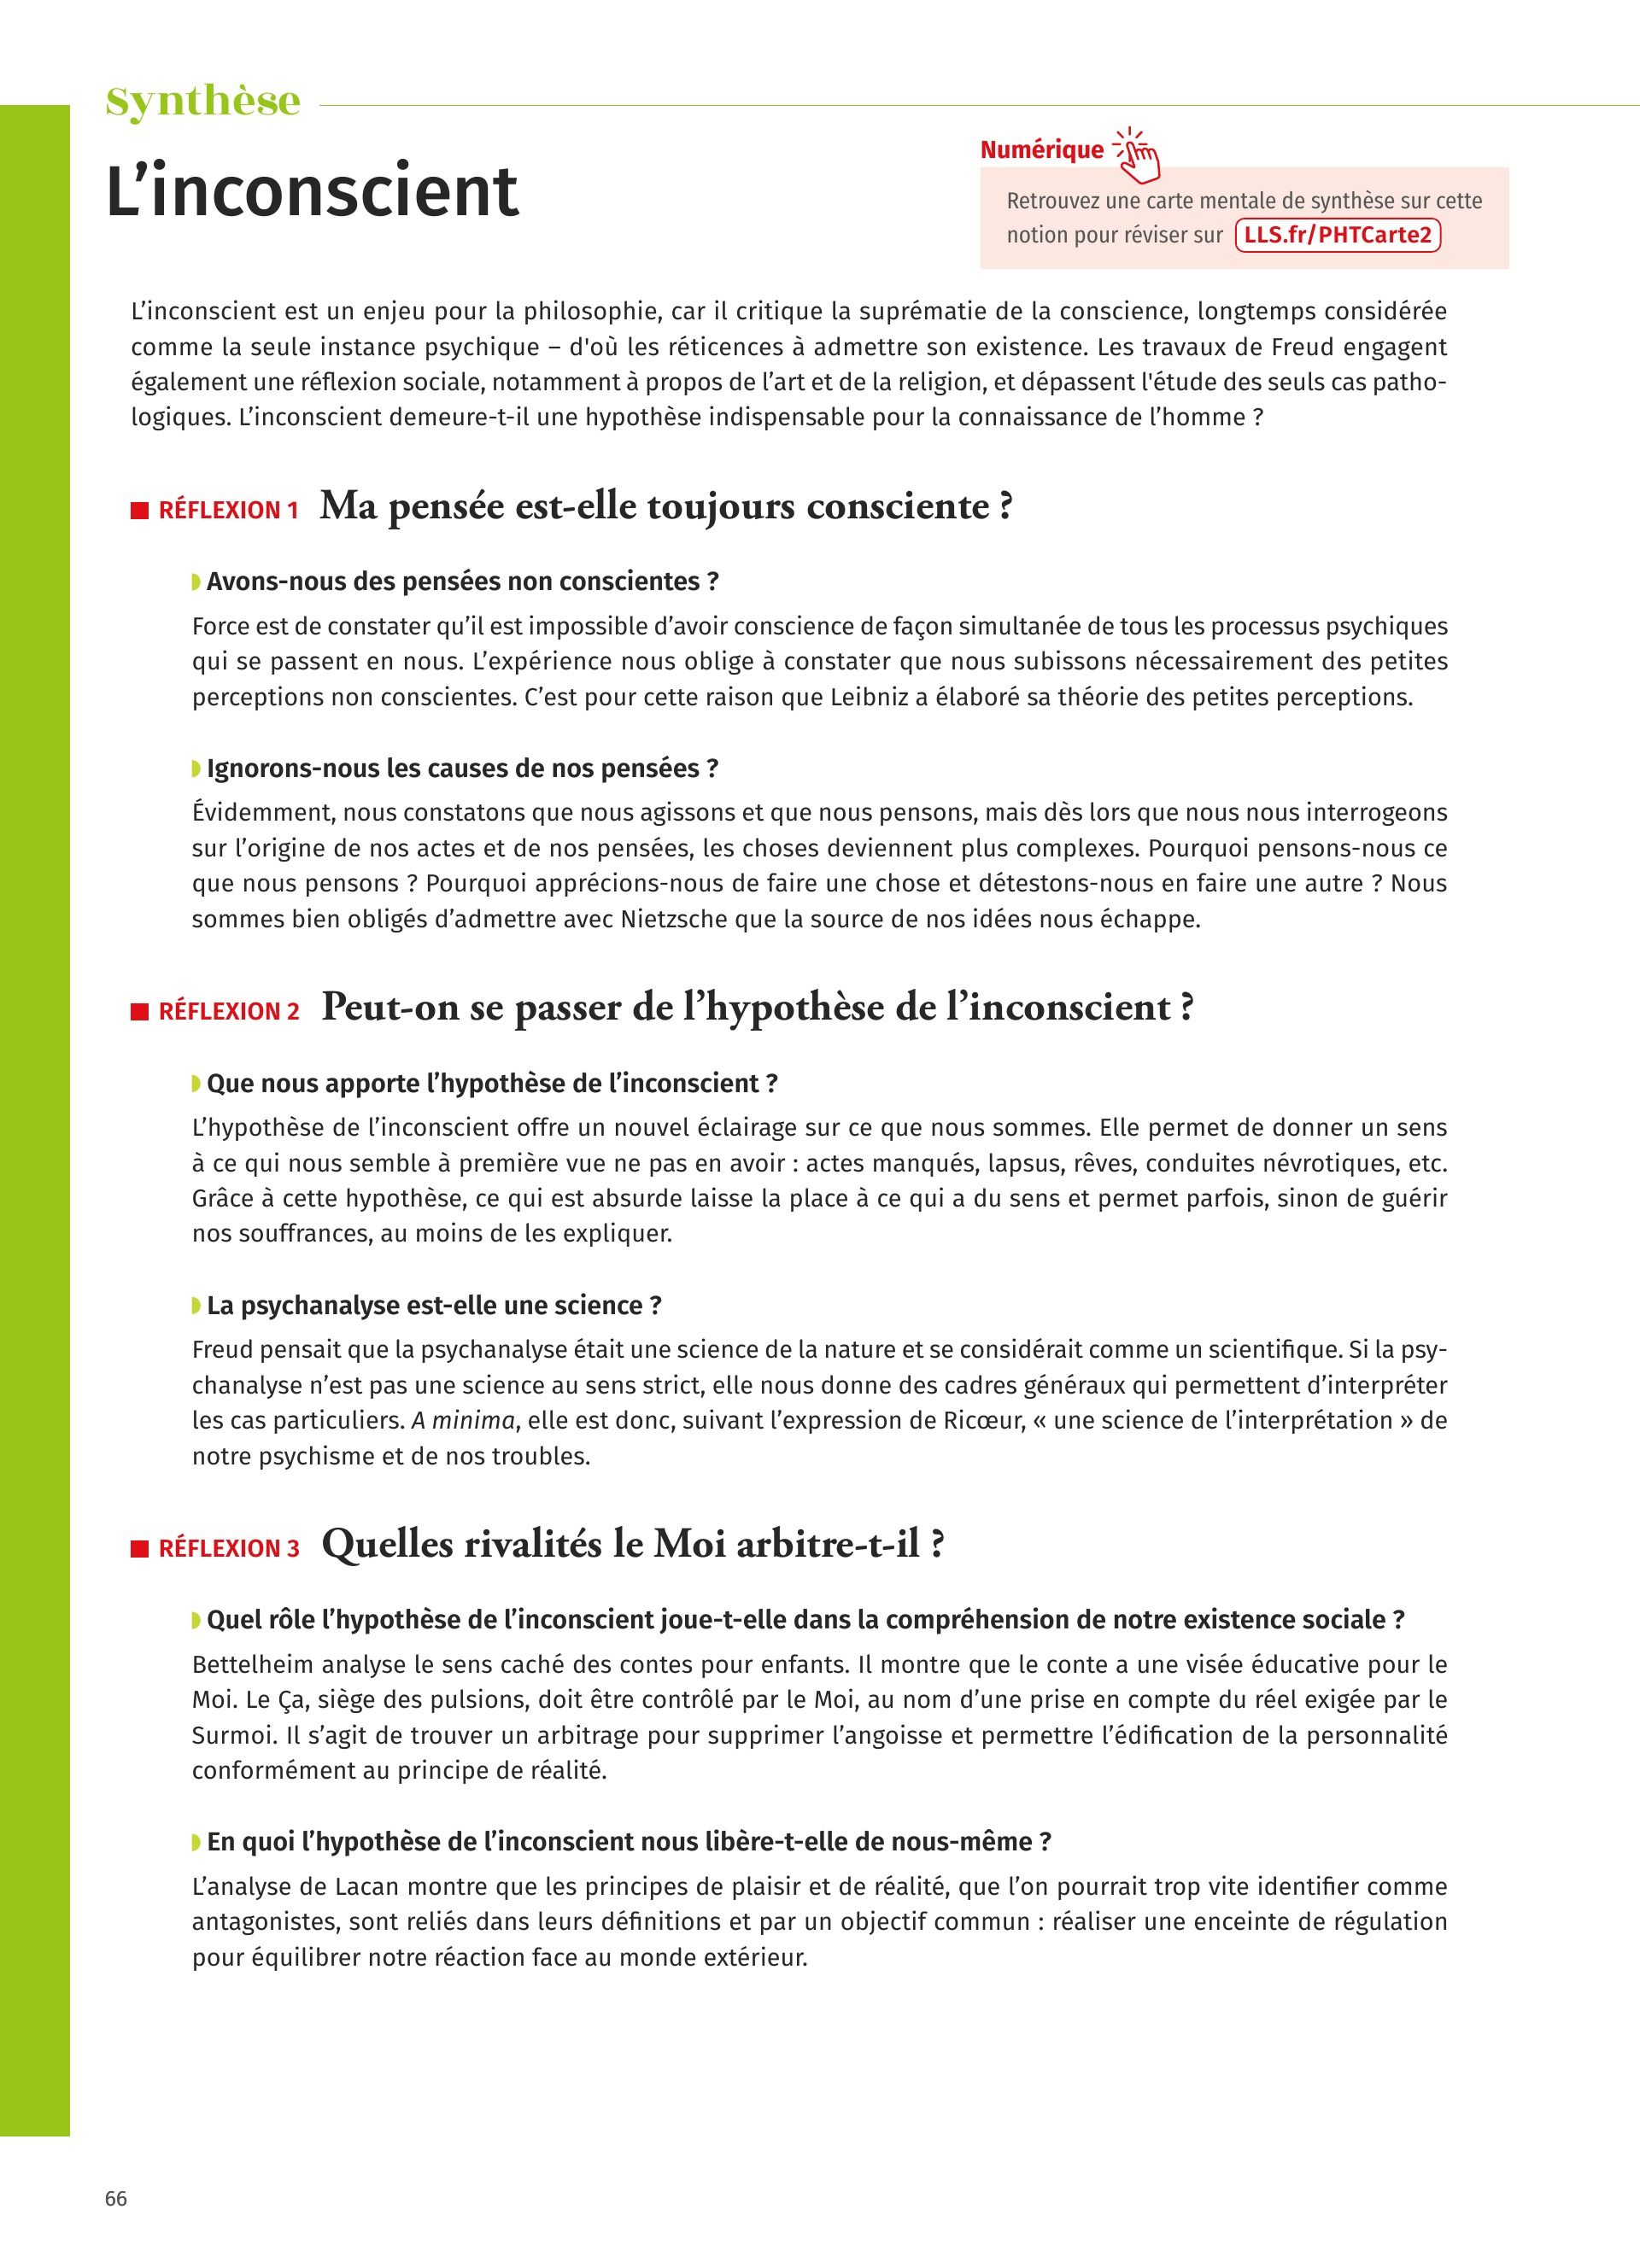 Synthèse
L’inconscient
Numérique
Retrouvez une carte mentale de synthèse sur cette
notion pour réviser sur LLS.fr/PHTCarte2
L’inconscient est un enjeu pour la philosophie, car il critique la suprématie de la conscience, longtemps considérée
comme la seule instance psychique – d'où les réticences à admettre son existence. Les travaux de Freud engagent
également une réflexion sociale, notamment à propos de l’art et de la religion, et dépassent l'étude des seuls cas patho-
logiques. L’inconscient demeure-t-il une hypothèse indispensable pour la connaissance de l’homme ?
RÉFLEXION 1 Ma pensée est-elle toujours consciente ?
Avons-nous des pensées non conscientes ?
Force est de constater qu’il est impossible d’avoir conscience de façon simultanée de tous les processus psychiques
qui se passent en nous. L’expérience nous oblige à constater que nous subissons nécessairement des petites
perceptions non conscientes. C’est pour cette raison que Leibniz a élaboré sa théorie des petites perceptions.
Ignorons-nous les causes de nos pensées ?
Évidemment, nous constatons que nous agissons et que nous pensons, mais dès lors que nous nous interrogeons
sur l’origine de nos actes et de nos pensées, les choses deviennent plus complexes. Pourquoi pensons-nous ce
que nous pensons ? Pourquoi apprécions-nous de faire une chose et détestons-nous en faire une autre ? Nous
sommes bien obligés d’admettre avec Nietzsche que la source de nos idées nous échappe.
RÉFLEXION 2 Peut-on se passer de l’hypothèse de l’inconscient ?
Que nous apporte l’hypothèse de l’inconscient ?
L’hypothèse de l’inconscient offre un nouvel éclairage sur ce que nous sommes. Elle permet de donner un sens
à ce qui nous semble à première vue ne pas en avoir : actes manqués, lapsus, rêves, conduites névrotiques, etc.
Grâce à cette hypothèse, ce qui est absurde laisse la place à ce qui a du sens et permet parfois, sinon de guérir
nos souffrances, au moins de les expliquer.
La psychanalyse est-elle une science ?
Freud pensait que la psychanalyse était une science de la nature et se considérait comme un scientifique. Si la psy-
chanalyse n’est pas une science au sens strict, elle nous donne des cadres généraux qui permettent d’interpréter
les cas particuliers. A minima, elle est donc, suivant l’expression de Ricœur, « une science de l’interprétation » de
notre psychisme et de nos troubles.
RÉFLEXION 3 Quelles rivalités le Moi arbitre-t-il ?
Quel rôle l’hypothèse de l’inconscient joue-t-elle dans la compréhension de notre existence sociale ?
Bettelheim analyse le sens caché des contes pour enfants. Il montre que le conte a une visée éducative pour le
Moi. Le Ça, siège des pulsions, doit être contrôlé par le Moi, au nom d’une prise en compte du réel exigée par le
Surmoi. Il s’agit de trouver un arbitrage pour supprimer l’angoisse et permettre l’édification de la personnalité
conformément au principe de réalité.
En quoi l’hypothèse de l’inconscient nous libère-t-elle de nous-même ?
L’analyse de Lacan montre que les principes de plaisir et de réalité, que l’on pourrait trop vite identifier comme
antagonistes, sont reliés dans leurs définitions et par un objectif commun : réaliser une enceinte de régulation
pour équilibrer notre réaction face au monde extérieur.
66